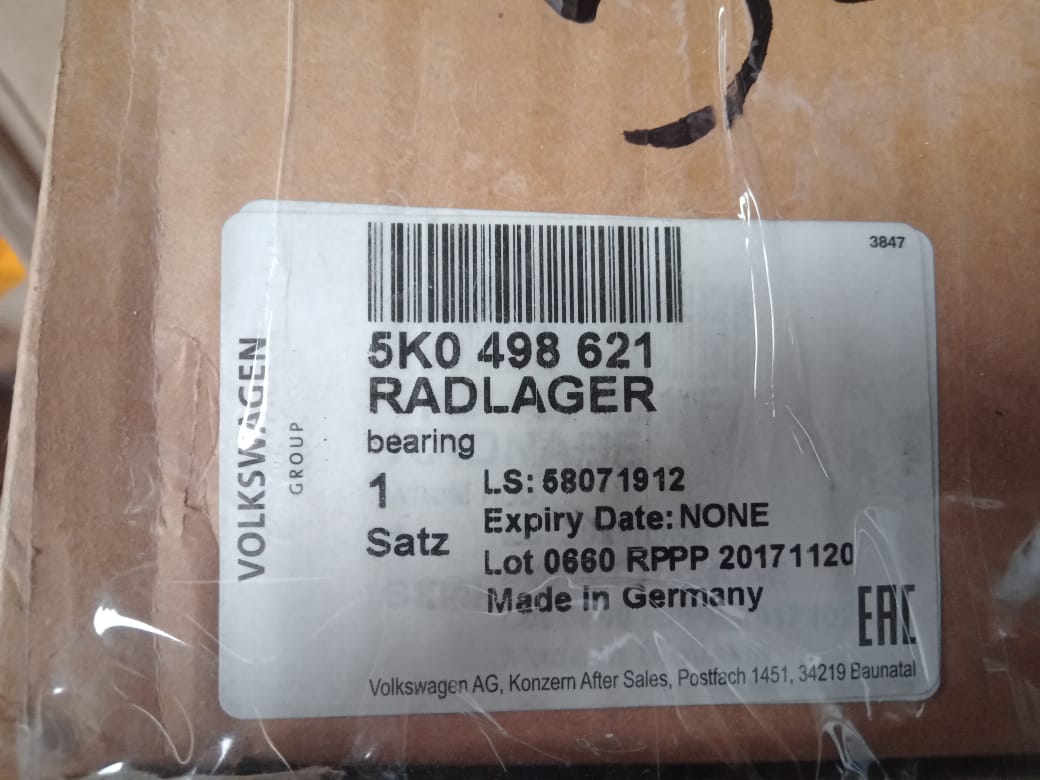 3847
VOLKSWAGEN
GROUP
5K0 498 621
RADLAGER
bearing
1
Satz
LS: 58071912
Expiry Date: NONE
Lot 0660 RPPP 20171120
Made in Germany
EAC
Volkswagen AG, Konzern After Sales, Postfach 1451, 34219 Baunatal